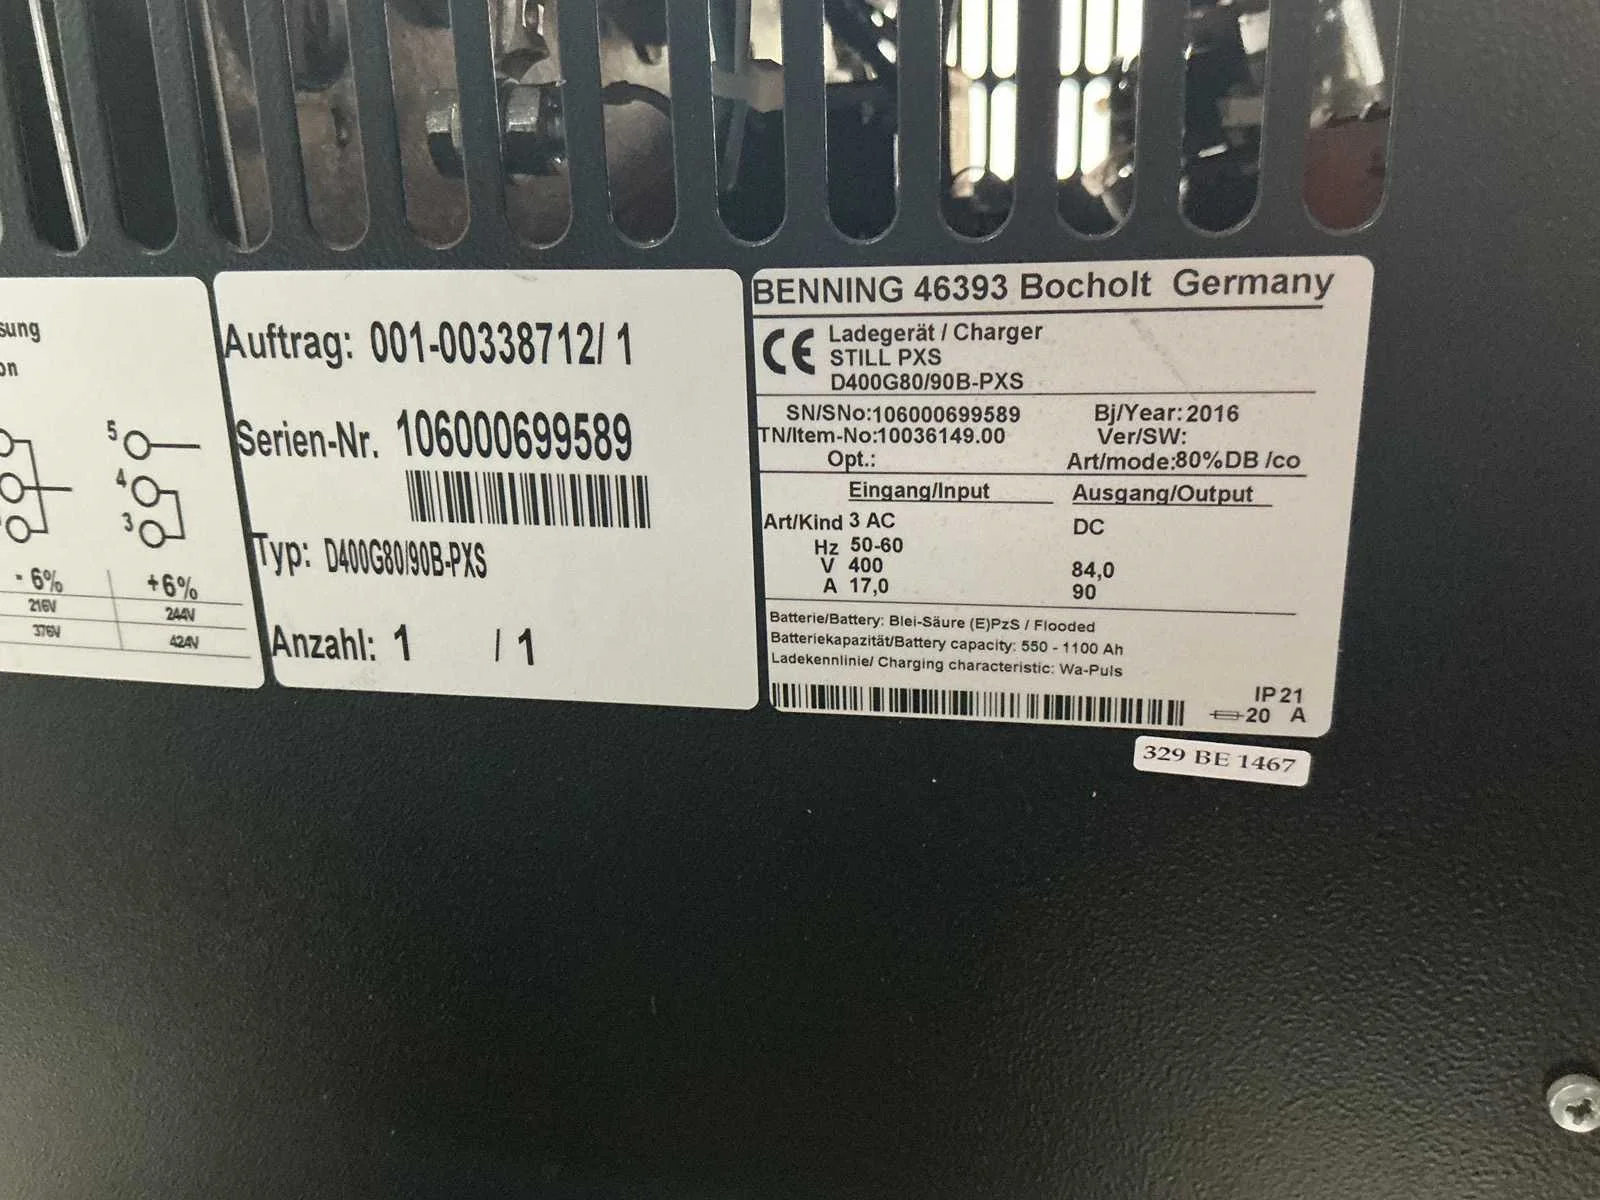 sung
on
5
4
3
- 6% +6%
216V 244V
376V 424V
Auftrag: 001-00338712/ 1
Serien-Nr. 106000699589
Typ: D400G80/90B-PXS
Anzahl: 1 / 1
BENNING 46393 Bocholt Germany
CE Ladegerät / Charger
STILL PXS
D400G80/90B-PXS
SN/SNo:106000699589 Bj/Year: 2016
TN/Item-No:10036149.00 Ver/SW:
Opt.: Art/mode:80%DB /co
Eingang/Input Ausgang/Output
Art/Kind 3 AC DC
Hz 50-60
V 400 84,0
A 17,0 90
Batterie/Battery: Blei-Säure (E)PzS / Flooded
Batteriekapazität/Battery capacity: 550 - 1100 Ah
Ladekennlinie/ Charging characteristic: Wa-Puls
IP 21
20 A
329 BE 1467